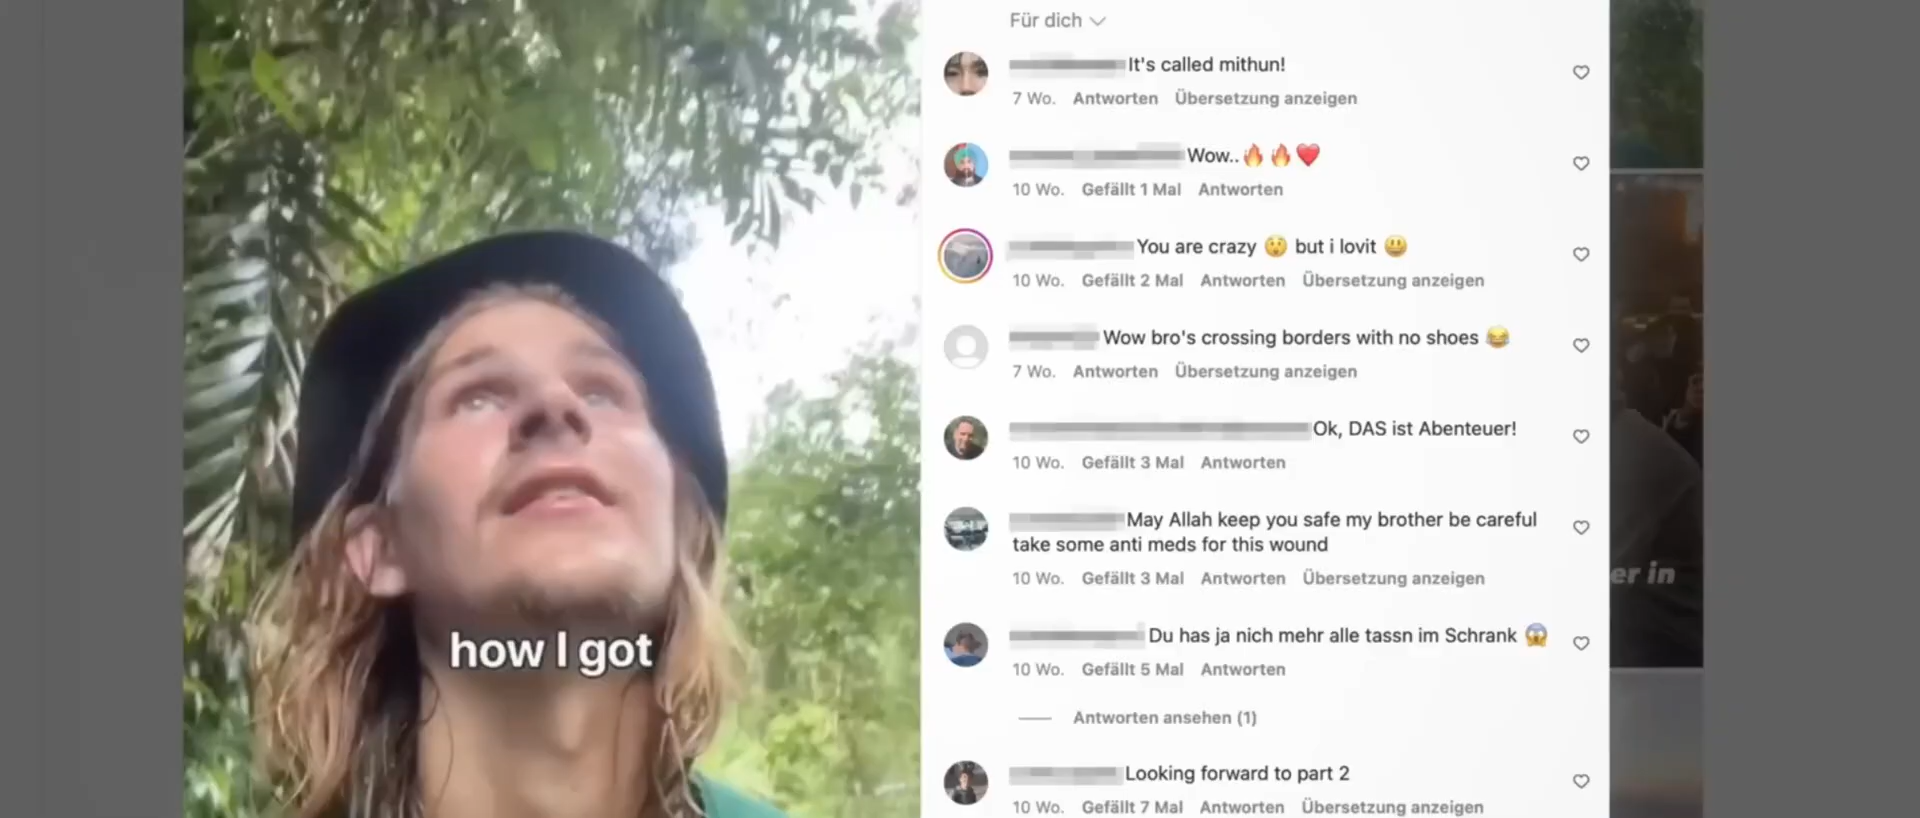 Für dich
It's called mithun!
7 Wo. Antworten Übersetzung anzeigen
Wow..🔥🔥❤️
10 Wo. Gefällt 1 Mal Antworten
You are crazy 😲 but i lovit 😃
10 Wo. Gefällt 2 Mal Antworten Übersetzung anzeigen
Wow bro's crossing borders with no shoes 😂
7 Wo. Antworten Übersetzung anzeigen
Ok, DAS ist Abenteuer!
10 Wo. Gefällt 3 Mal Antworten
May Allah keep you safe my brother be careful
take some anti meds for this wound
10 Wo. Gefällt 3 Mal Antworten Übersetzung anzeigen
Du has ja nich mehr alle tassn im Schrank 😱
10 Wo. Gefällt 5 Mal Antworten
Antworten ansehen (1)
Looking forward to part 2
10 Wo. Gefällt 7 Mal Antworten Übersetzung anzeigen
how I got
er in